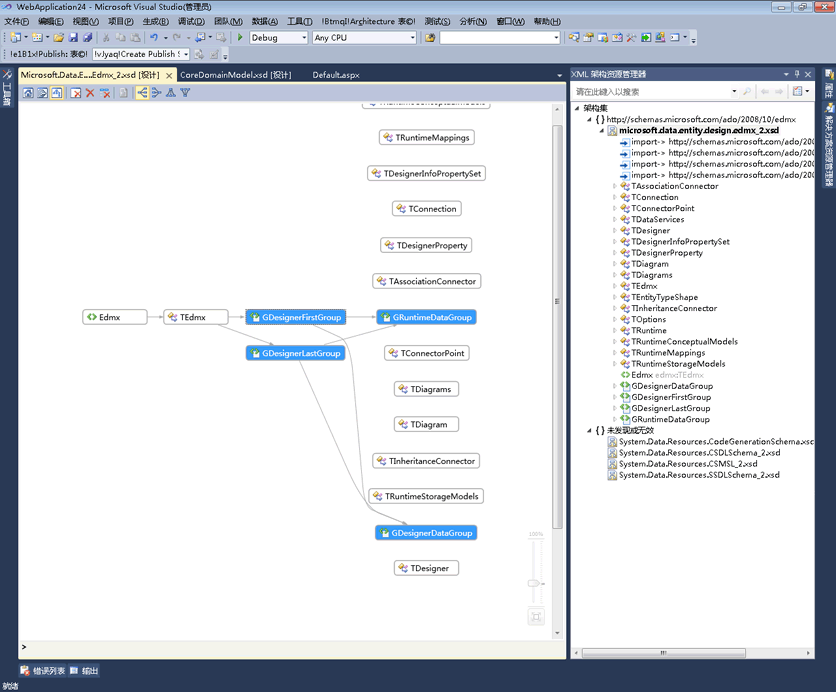 WebApplication24 - Microsoft Visual Studio(管理员)
文件(F) 编辑(E) 视图(V) 项目(P) 生成(B) 调试(D) 团队(M) 数据(A) 工具(T) !BtmqI!Architecture 表©! 测试(S) 分析(N) 窗口(W) 帮助(H)
Debug Any CPU
!e1B1x!Publish: 表©! !vJyaq!Create Publish S
工具箱
Microsoft.Data.E...Edmx_2.xsd [设计] CoreDomainModel.xsd [设计] Default.aspx
TRuntimeMappings
TDesignerInfoPropertySet
TConnection
TDesignerProperty
TAssociationConnector
Edmx TEdmx GDesignerFirstGroup GRuntimeDataGroup
GDesignerLastGroup TConnectorPoint
TDiagrams
TDiagram
TInheritanceConnector
TRuntimeStorageModels
GDesignerDataGroup
TDesigner
100%
>
XML 架构资源管理器
请在此键入以搜索
架构集
{} http://schemas.microsoft.com/ado/2008/10/edmx
microsoft.data.entity.design.edmx_2.xsd
import-> http://schemas.microsoft.com/ado/200
import-> http://schemas.microsoft.com/ado/200
import-> http://schemas.microsoft.com/ado/200
import-> http://schemas.microsoft.com/ado/200
TAssociationConnector
TConnection
TConnectorPoint
TDataServices
TDesigner
TDesignerInfoPropertySet
TDesignerProperty
TDiagram
TDiagrams
TEdmx
TEntityTypeShape
TInheritanceConnector
TOptions
TRuntime
TRuntimeConceptualModels
TRuntimeMappings
TRuntimeStorageModels
Edmx edmx:TEdmx
GDesignerDataGroup
GDesignerFirstGroup
GDesignerLastGroup
GRuntimeDataGroup
{} 未发现或无效
System.Data.Resources.CodeGenerationSchema.xsc
System.Data.Resources.CSDLSchema_2.xsd
System.Data.Resources.CSMSL_2.xsd
System.Data.Resources.SSDLSchema_2.xsd
属性
解决方案资源管理器
错误列表 输出
就绪